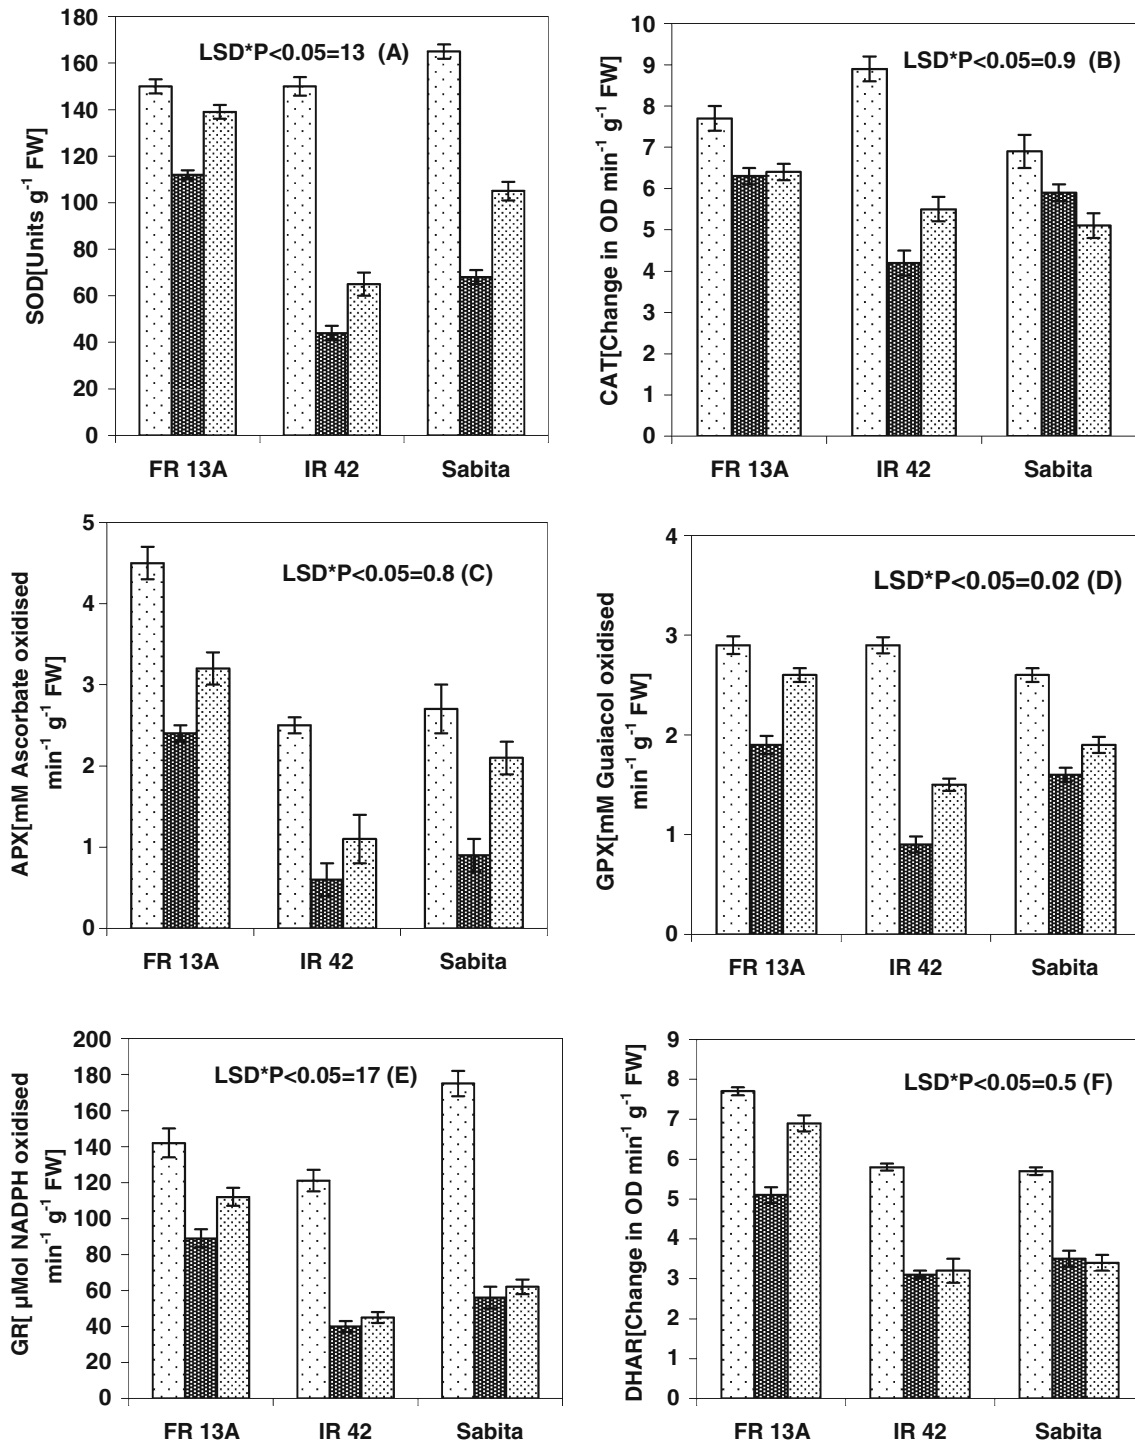 LSD*P<0.05=13 (A)
SOD[Units g-1 FW]
180
160
140
120
100
80
60
40
20
0
FR 13A
IR 42
Sabita
LSD*P<0.05=0.9 (B)
CAT[Change in OD min-1 g-1 FW]
10
9
8
7
6
5
4
3
2
1
0
FR 13A
IR 42
Sabita
LSD*P<0.05=0.8 (C)
APX[mM Ascorbate oxidised
min-1 g-1 FW]
5
4
3
2
1
0
FR 13A
IR 42
Sabita
LSD*P<0.05=0.02 (D)
GPX[mM Guaiacol oxidised
min-1 g-1 FW]
4
3
2
1
0
FR 13A
IR 42
Sabita
LSD*P<0.05=17 (E)
GR[ µMol NADPH oxidised
min-1 g-1 FW]
200
180
160
140
120
100
80
60
40
20
0
FR 13A
IR 42
Sabita
LSD*P<0.05=0.5 (F)
DHAR[Change in OD min-1 g-1 FW]
9
8
7
6
5
4
3
2
1
0
FR 13A
IR 42
Sabita